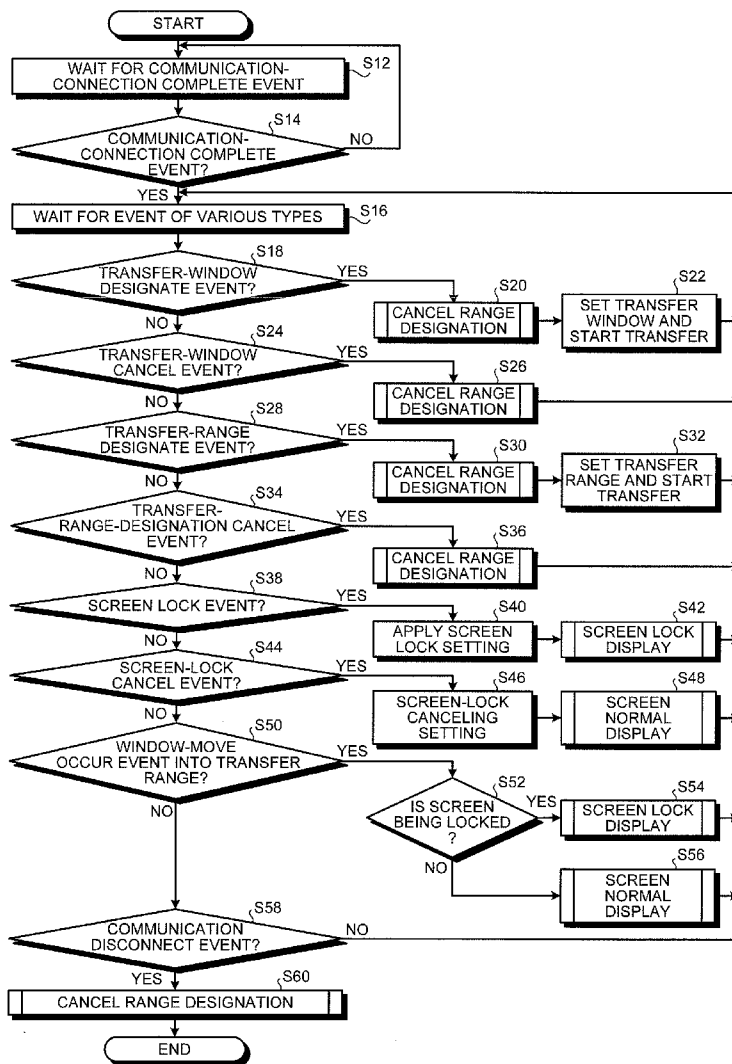 START
WAIT FOR COMMUNICATION-
CONNECTION COMPLETE EVENT
S12
S14
COMMUNICATION-
CONNECTION COMPLETE
EVENT?
NO
YES
WAIT FOR EVENT OF VARIOUS TYPES
S16
S18
TRANSFER-WINDOW
DESIGNATE EVENT?
YES
NO
S20
CANCEL RANGE
DESIGNATION
S22
SET TRANSFER
WINDOW AND
START TRANSFER
S24
TRANSFER-WINDOW
CANCEL EVENT?
YES
NO
S26
CANCEL RANGE
DESIGNATION
S28
TRANSFER-RANGE
DESIGNATE EVENT?
YES
NO
S30
CANCEL RANGE
DESIGNATION
S32
SET TRANSFER
RANGE AND START
TRANSFER
S34
TRANSFER-
RANGE-DESIGNATION CANCEL
EVENT?
YES
NO
S36
CANCEL RANGE
DESIGNATION
S38
SCREEN LOCK EVENT?
YES
NO
S40
APPLY SCREEN
LOCK SETTING
S42
SCREEN LOCK
DISPLAY
S44
SCREEN-LOCK
CANCEL EVENT?
YES
NO
S46
SCREEN-LOCK
CANCELING
SETTING
S48
SCREEN
NORMAL DISPLAY
S50
WINDOW-MOVE
OCCUR EVENT INTO TRANSFER
RANGE?
YES
NO
S52
IS SCREEN
BEING LOCKED
?
YES
NO
S54
SCREEN LOCK
DISPLAY
S56
SCREEN
NORMAL
DISPLAY
S58
COMMUNICATION
DISCONNECT EVENT?
NO
YES
S60
CANCEL RANGE DESIGNATION
END